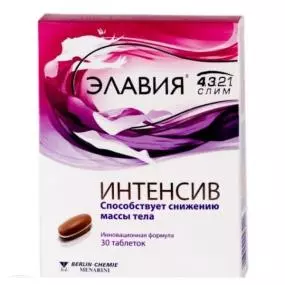 ЭЛАВИЯ® 4321
СЛИМ
ИНТЕНСИВ
Способствует снижению
массы тела
Инновационная формула
30 таблеток
BERLIN-CHEMIE
MENARINI